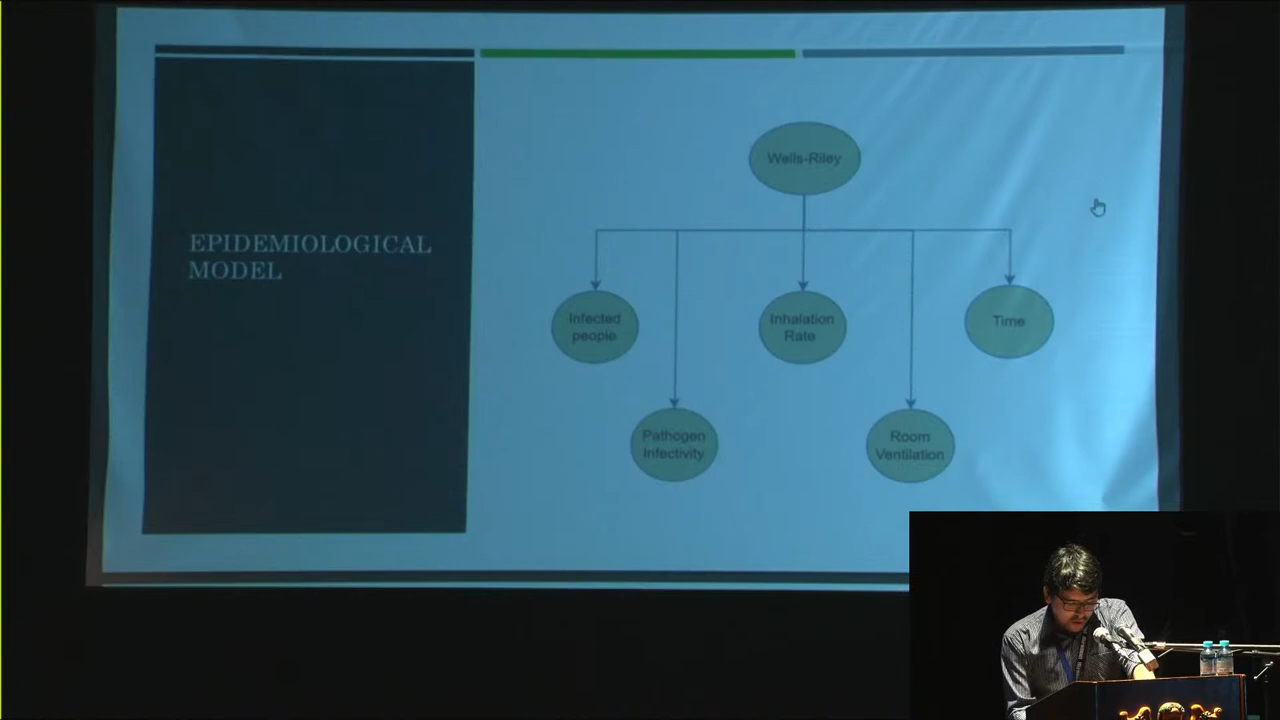 EPIDEMIOLOGICAL
MODEL
Wells-Riley
Infected
people
Inhalation
Rate
Time
Pathogen
Infectivity
Room
Ventilation